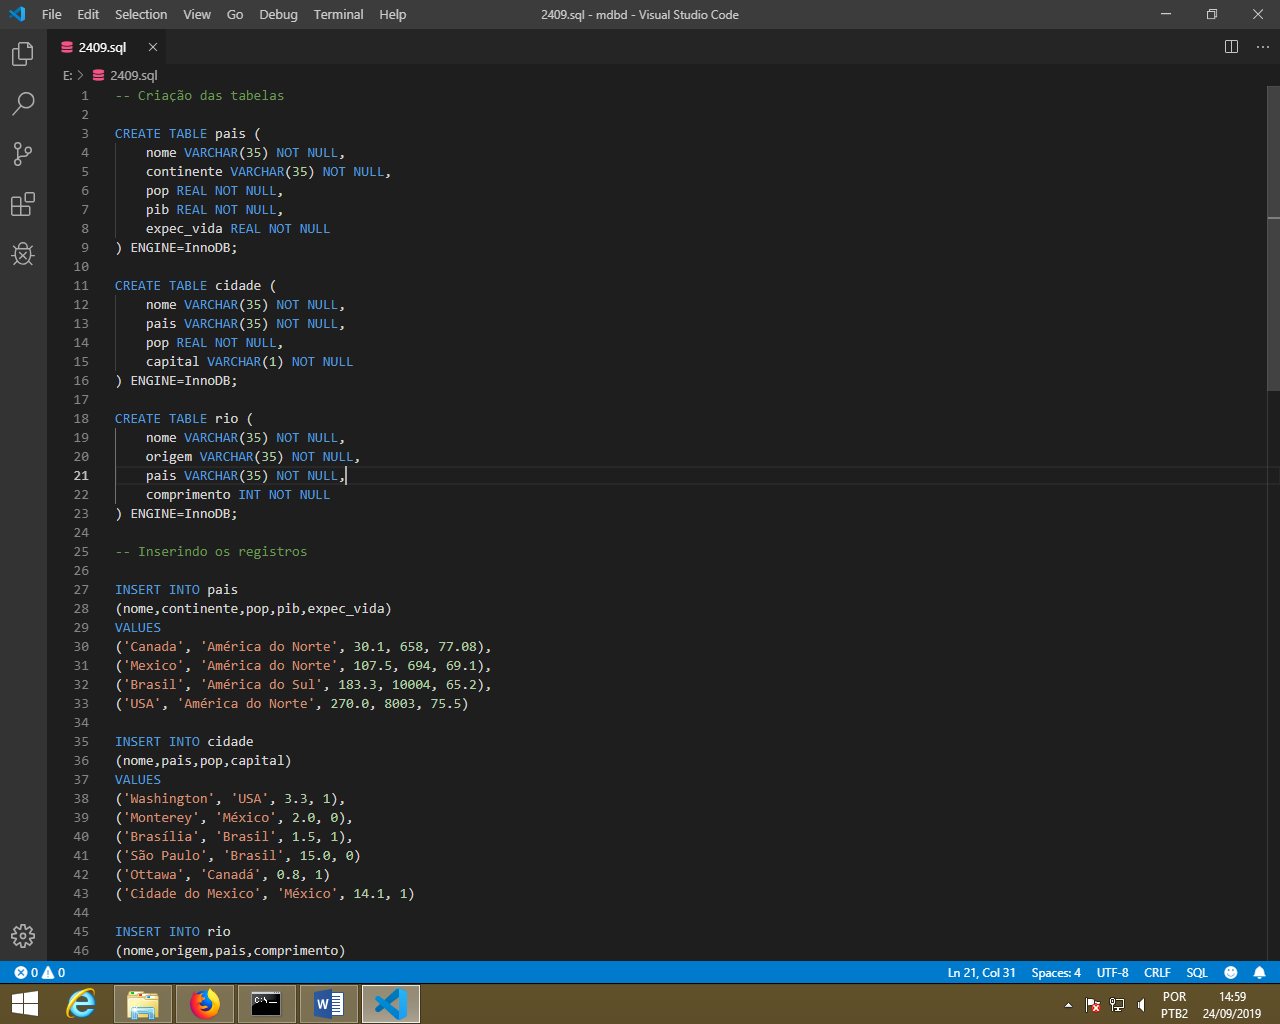 File Edit Selection View Go Debug Terminal Help 2409.sql - mdbd - Visual Studio Code
2409.sql
E: > 2409.sql
1 -- Criação das tabelas
2
3 CREATE TABLE pais (
4 nome VARCHAR(35) NOT NULL,
5 continente VARCHAR(35) NOT NULL,
6 pop REAL NOT NULL,
7 pib REAL NOT NULL,
8 expec_vida REAL NOT NULL
9 ) ENGINE=InnoDB;
10
11 CREATE TABLE cidade (
12 nome VARCHAR(35) NOT NULL,
13 pais VARCHAR(35) NOT NULL,
14 pop REAL NOT NULL,
15 capital VARCHAR(1) NOT NULL
16 ) ENGINE=InnoDB;
17
18 CREATE TABLE rio (
19 nome VARCHAR(35) NOT NULL,
20 origem VARCHAR(35) NOT NULL,
21 pais VARCHAR(35) NOT NULL,
22 comprimento INT NOT NULL
23 ) ENGINE=InnoDB;
24
25 -- Inserindo os registros
26
27 INSERT INTO pais
28 (nome,continente,pop,pib,expec_vida)
29 VALUES
30 ('Canada', 'América do Norte', 30.1, 658, 77.08),
31 ('Mexico', 'América do Norte', 107.5, 694, 69.1),
32 ('Brasil', 'América do Sul', 183.3, 10004, 65.2),
33 ('USA', 'América do Norte', 270.0, 8003, 75.5)
34
35 INSERT INTO cidade
36 (nome,pais,pop,capital)
37 VALUES
38 ('Washington', 'USA', 3.3, 1),
39 ('Monterey', 'México', 2.0, 0),
40 ('Brasília', 'Brasil', 1.5, 1),
41 ('São Paulo', 'Brasil', 15.0, 0)
42 ('Ottawa', 'Canadá', 0.8, 1)
43 ('Cidade do Mexico', 'México', 14.1, 1)
44
45 INSERT INTO rio
46 (nome,origem,pais,comprimento)
0 0 Ln 21, Col 31 Spaces: 4 UTF-8 CRLF SQL
POR 14:59
PTB2 24/09/2019